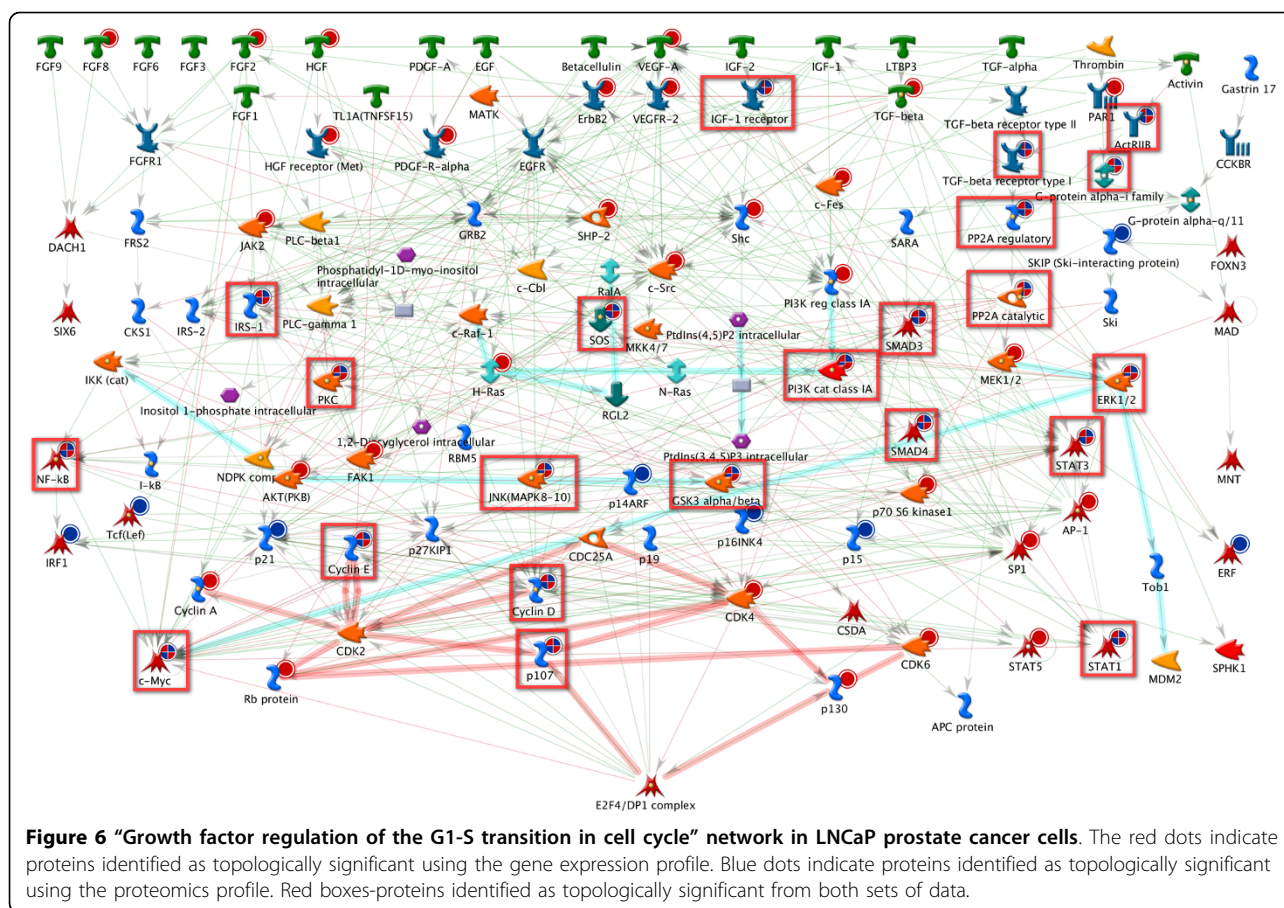 FGF9 FGF8 FGF6 FGF3 FGF2 HGF PDGF-A EGF Betacellulin VEGF-A IGF-2 IGF-1 LTBP3 TGF-alpha Thrombin
Activin Gastrin 17
FGF1 TL1A(TNFSF15) MATK ErbB2 VEGFR-2 IGF-1 receptor TGF-beta TGF-beta receptor type II PAR1
ActRIIB
FGFR1 HGF receptor (Met) PDGF-R-alpha EGFR TGF-beta receptor type I CCKBR
G-protein alpha-i family
c-Fes
G-protein alpha-q/11
DACH1 FRS2 JAK2 PLC-beta1 GRB2 SHP-2 Shc SARA PP2A regulatory
SKIP (Ski-interacting protein)
FOXN3
Phosphatidyl-1D-myo-inositol
intracellular
c-Cbl RalA c-Src PI3K reg class IA
SIX6 CKS1 IRS-2 IRS-1 PLC-gamma 1 c-Raf-1 SOS MKK4/7 PtdIns(4,5)P2 intracellular SMAD3 PP2A catalytic Ski MAD
IKK (cat) PKC H-Ras N-Ras PI3K cat class IA MEK1/2 ERK1/2
Inositol 1-phosphate intracellular
RGL2
1,2-Diacyglycerol intracellular
RBM5 PtdIns(3,4,5)P3 intracellular SMAD4 STAT3
NF-kB I-kB NDPK comp FAK1 MNT
AKT(PKB) JNK(MAPK8-10) p14ARF GSK3 alpha/beta p70 S6 kinase1
Tcf(Lef) AP-1
IRF1 p21 Cyclin E p27KIP1 CDC25A p19 p16INK4 p15 SP1 ERF
Cyclin A Cyclin D CDK4 CSDA Tob1
c-Myc CDK2 p107 CDK6 STAT5 STAT1 MDM2 SPHK1
Rb protein p130 APC protein
E2F4/DP1 complex
Figure 6 “Growth factor regulation of the G1-S transition in cell cycle” network in LNCaP prostate cancer cells. The red dots indicate
proteins identified as topologically significant using the gene expression profile. Blue dots indicate proteins identified as topologically significant
using the proteomics profile. Red boxes-proteins identified as topologically significant from both sets of data.